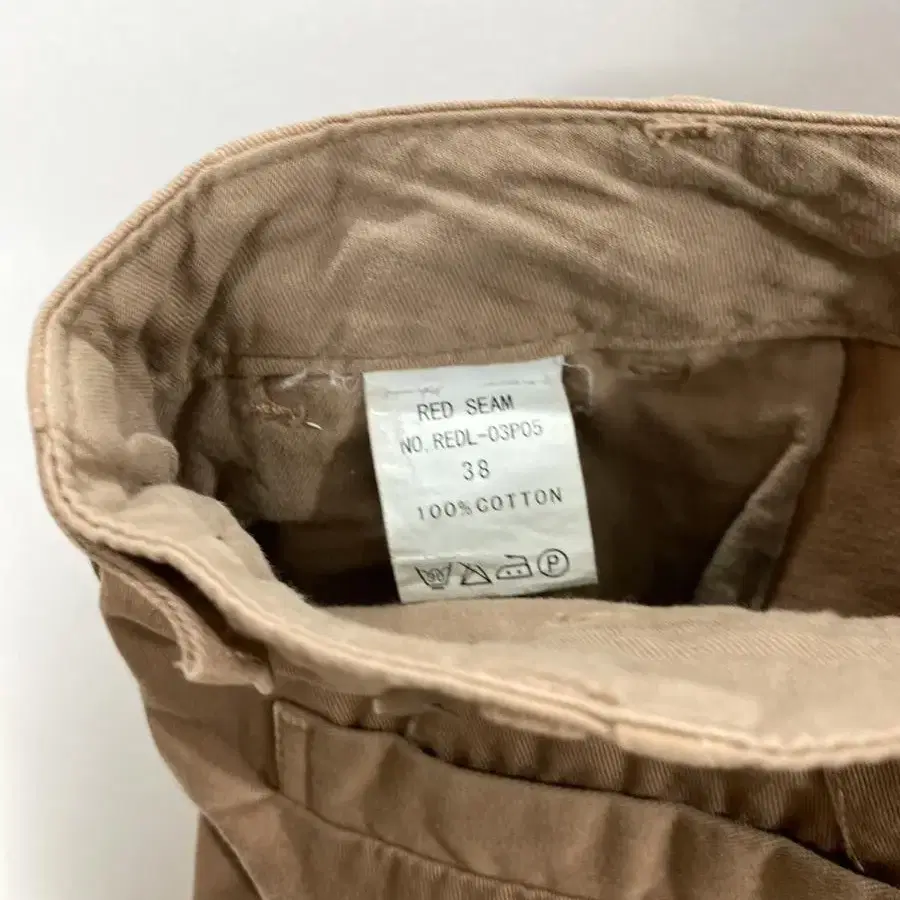 RED SEAM
NO.REDL-03P05
38
100% COTTON
P